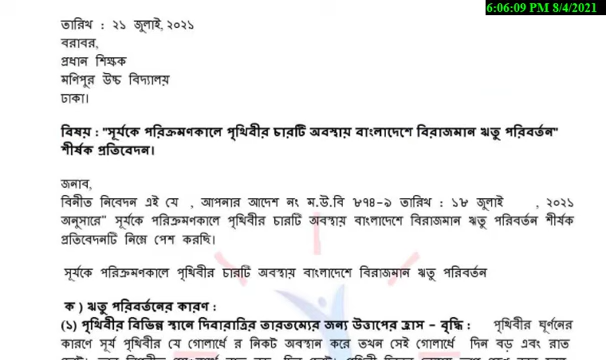 6:06:09 PM 8/4/2021
তারিখ : ২১ জুলাই, ২০২১
বরাবর,
প্রধান শিক্ষক
মণিপুর উচ্চ বিদ্যালয়
ঢাকা।
বিষয় : "সূর্যকে পরিক্রমণকালে পৃথিবীর চারটি অবস্থায় বাংলাদেশে বিরাজমান ঋতু পরিবর্তন"
শীর্ষক প্রতিবেদন।
জনাব,
বিনীত নিবেদন এই যে , আপনার আদেশ নং ম.উ.বি ৮৭৪-৯ তারিখ : ১৮ জুলাই , ২০২১
অনুসারে" সূর্যকে পরিক্রমণকালে পৃথিবীর চারটি অবস্থায় বাংলাদেশে বিরাজমান ঋতু পরিবর্তন শীর্ষক
প্রতিবেদনটি নিম্নে পেশ করছি।
সূর্যকে পরিক্রমণকালে পৃথিবীর চারটি অবস্থায় বাংলাদেশে বিরাজমান ঋতু পরিবর্তন
ক ) ঋতু পরিবর্তনের কারণ :
(১) পৃথিবীর বিভিন্ন স্থানে দিবারাত্রির তারতম্যের জন্য উত্তাপের হ্রাস - বৃদ্ধি : পৃথিবীর ঘূর্ণনের
কারণে সূর্য পৃথিবীর যে গোলার্ধে র নিকট অবস্থান করে তখন সেই গোলার্ধে দিন বড় এবং রাত